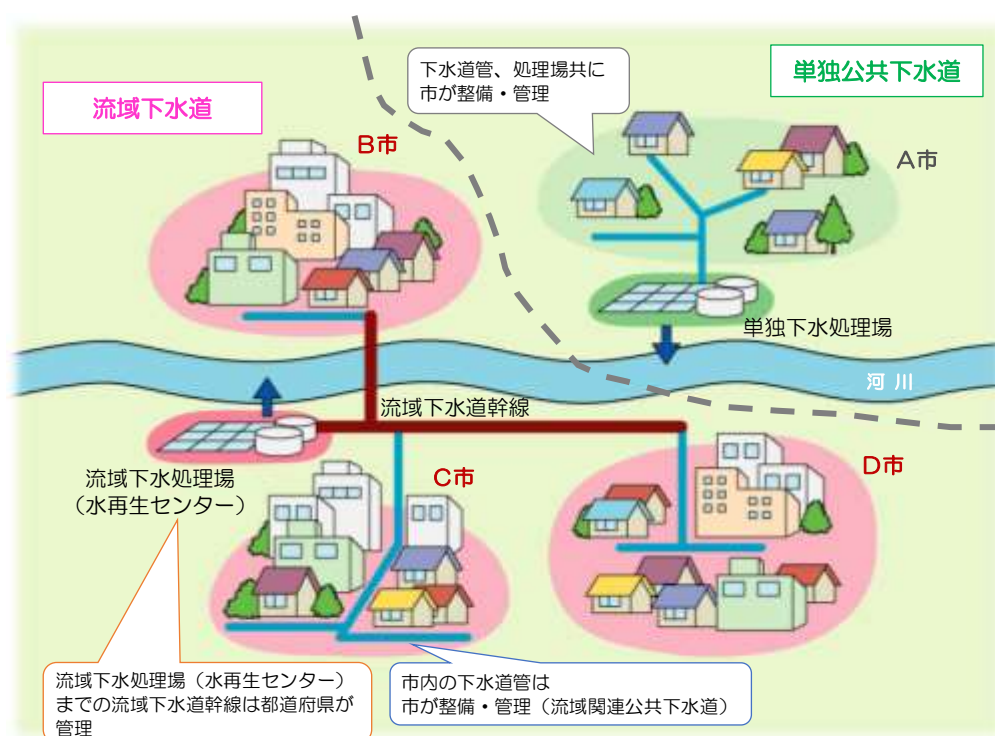 下水道管、処理場共に
市が整備・管理
単独公共下水道
流域下水道
B市
A市
単独下水処理場
河 川
流域下水道幹線
流域下水処理場
（水再生センター）
C市
D市
流域下水処理場（水再生センター）
までの流域下水道幹線は都道府県が
管理
市内の下水道管は
市が整備・管理（流域関連公共下水道）